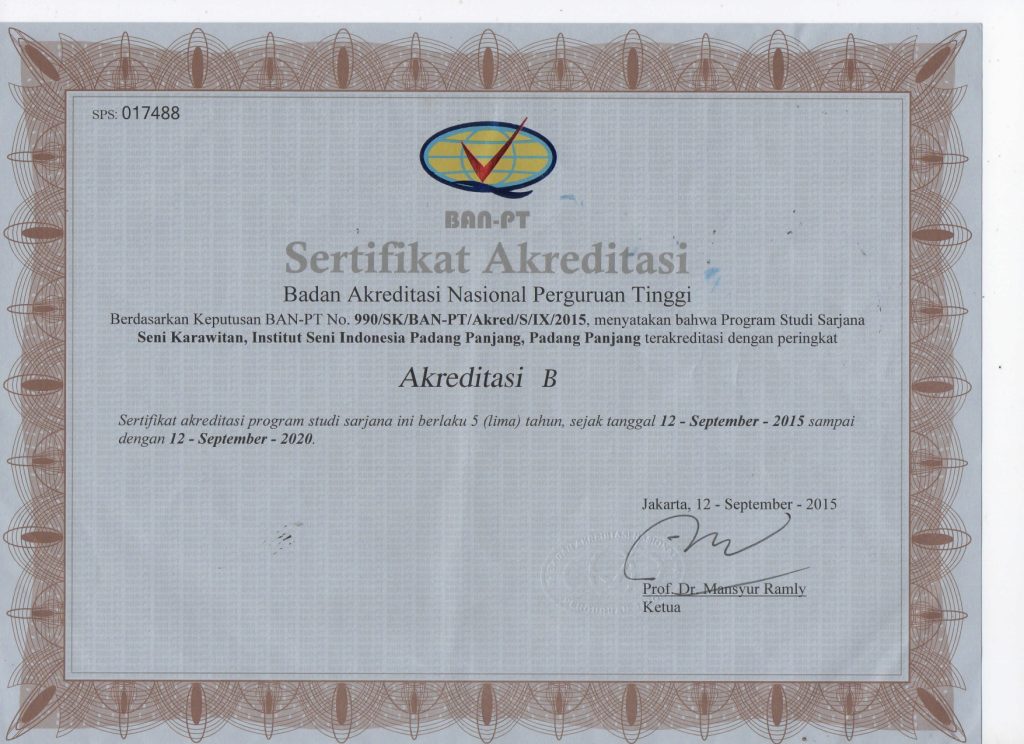 SPS: 017488
BAN-PT
Sertifikat Akreditasi
Badan Akreditasi Nasional Perguruan Tinggi
Berdasarkan Keputusan BAN-PT No. 990/SK/BAN-PT/Akred/S/IX/2015, menyatakan bahwa Program Studi Sarjana
Seni Karawitan, Institut Seni Indonesia Padang Panjang, Padang Panjang terakreditasi dengan peringkat
Akreditasi B
Sertifikat akreditasi program studi sarjana ini berlaku 5 (lima) tahun, sejak tanggal 12 - September - 2015 sampai
dengan 12 - September - 2020.
Jakarta, 12 - September - 2015
Prof. Dr. Mansyur Ramly
Ketua